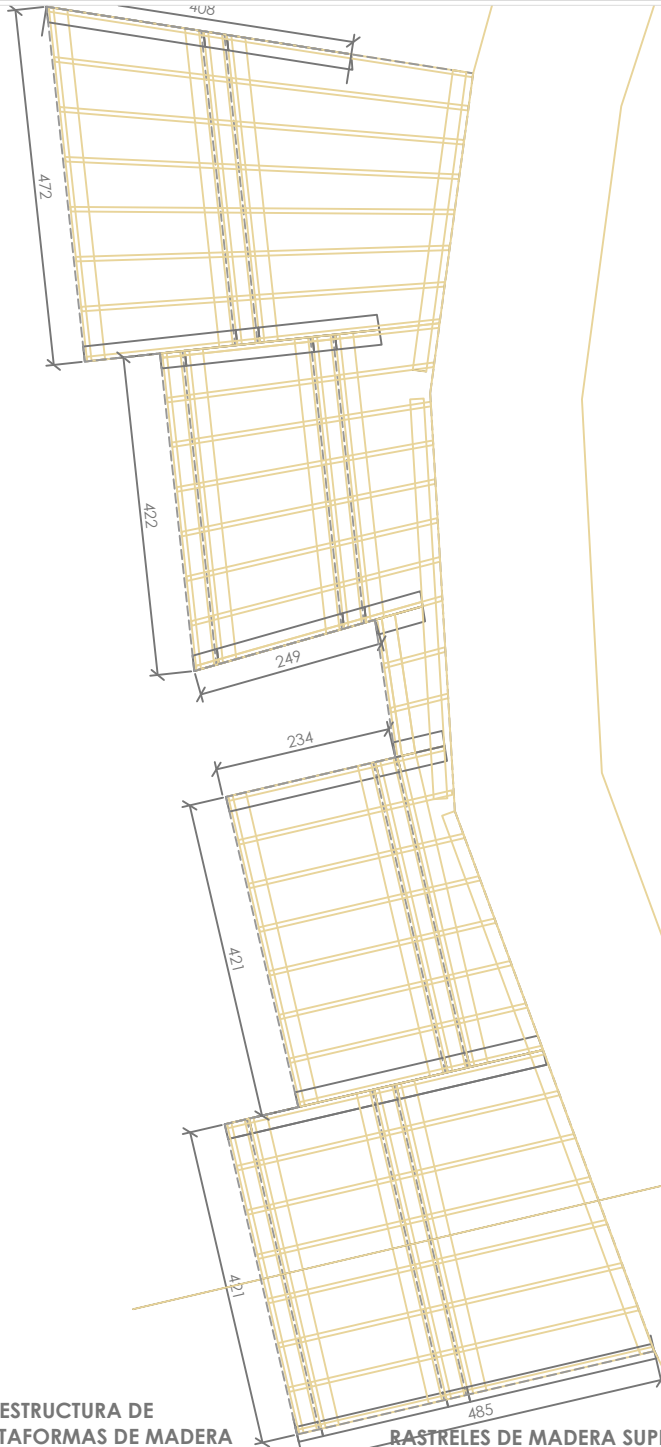 408
472
422
249
234
421
421
485
ESTRUCTURA DE
TAFORMAS DE MADERA
RASTRELES DE MADERA SUP